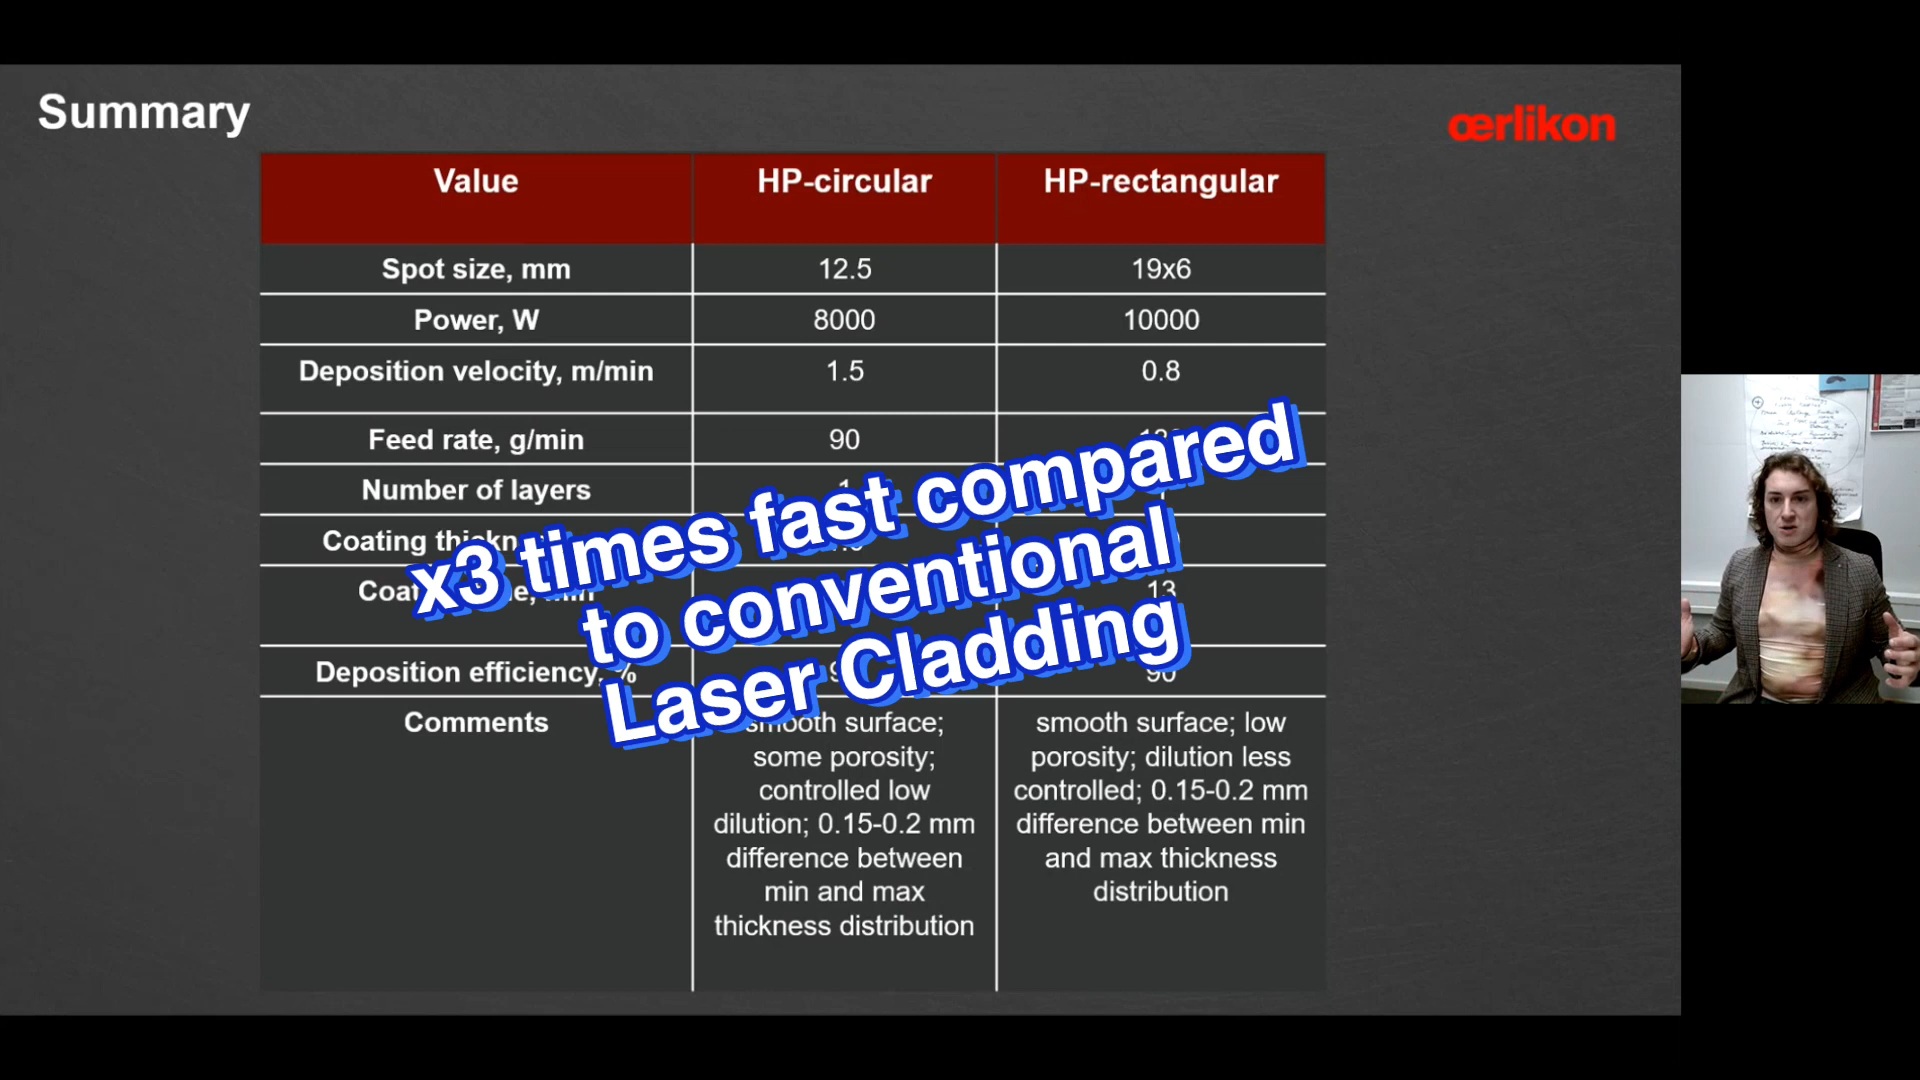 Summary
œrlikon
Value HP-circular HP-rectangular
Spot size, mm 12.5 19x6
Power, W 8000 10000
Deposition velocity, m/min 1.5 0.8
Feed rate, g/min 90
Number of layers
Coating
Deposition efficiency, % 90
x3 times fast compared
to conventional
Laser Cladding
Comments
smooth surface;
some porosity;
controlled low
dilution; 0.15-0.2 mm
difference between
min and max
thickness distribution
smooth surface; low
porosity; dilution less
controlled; 0.15-0.2 mm
difference between min
and max thickness
distribution